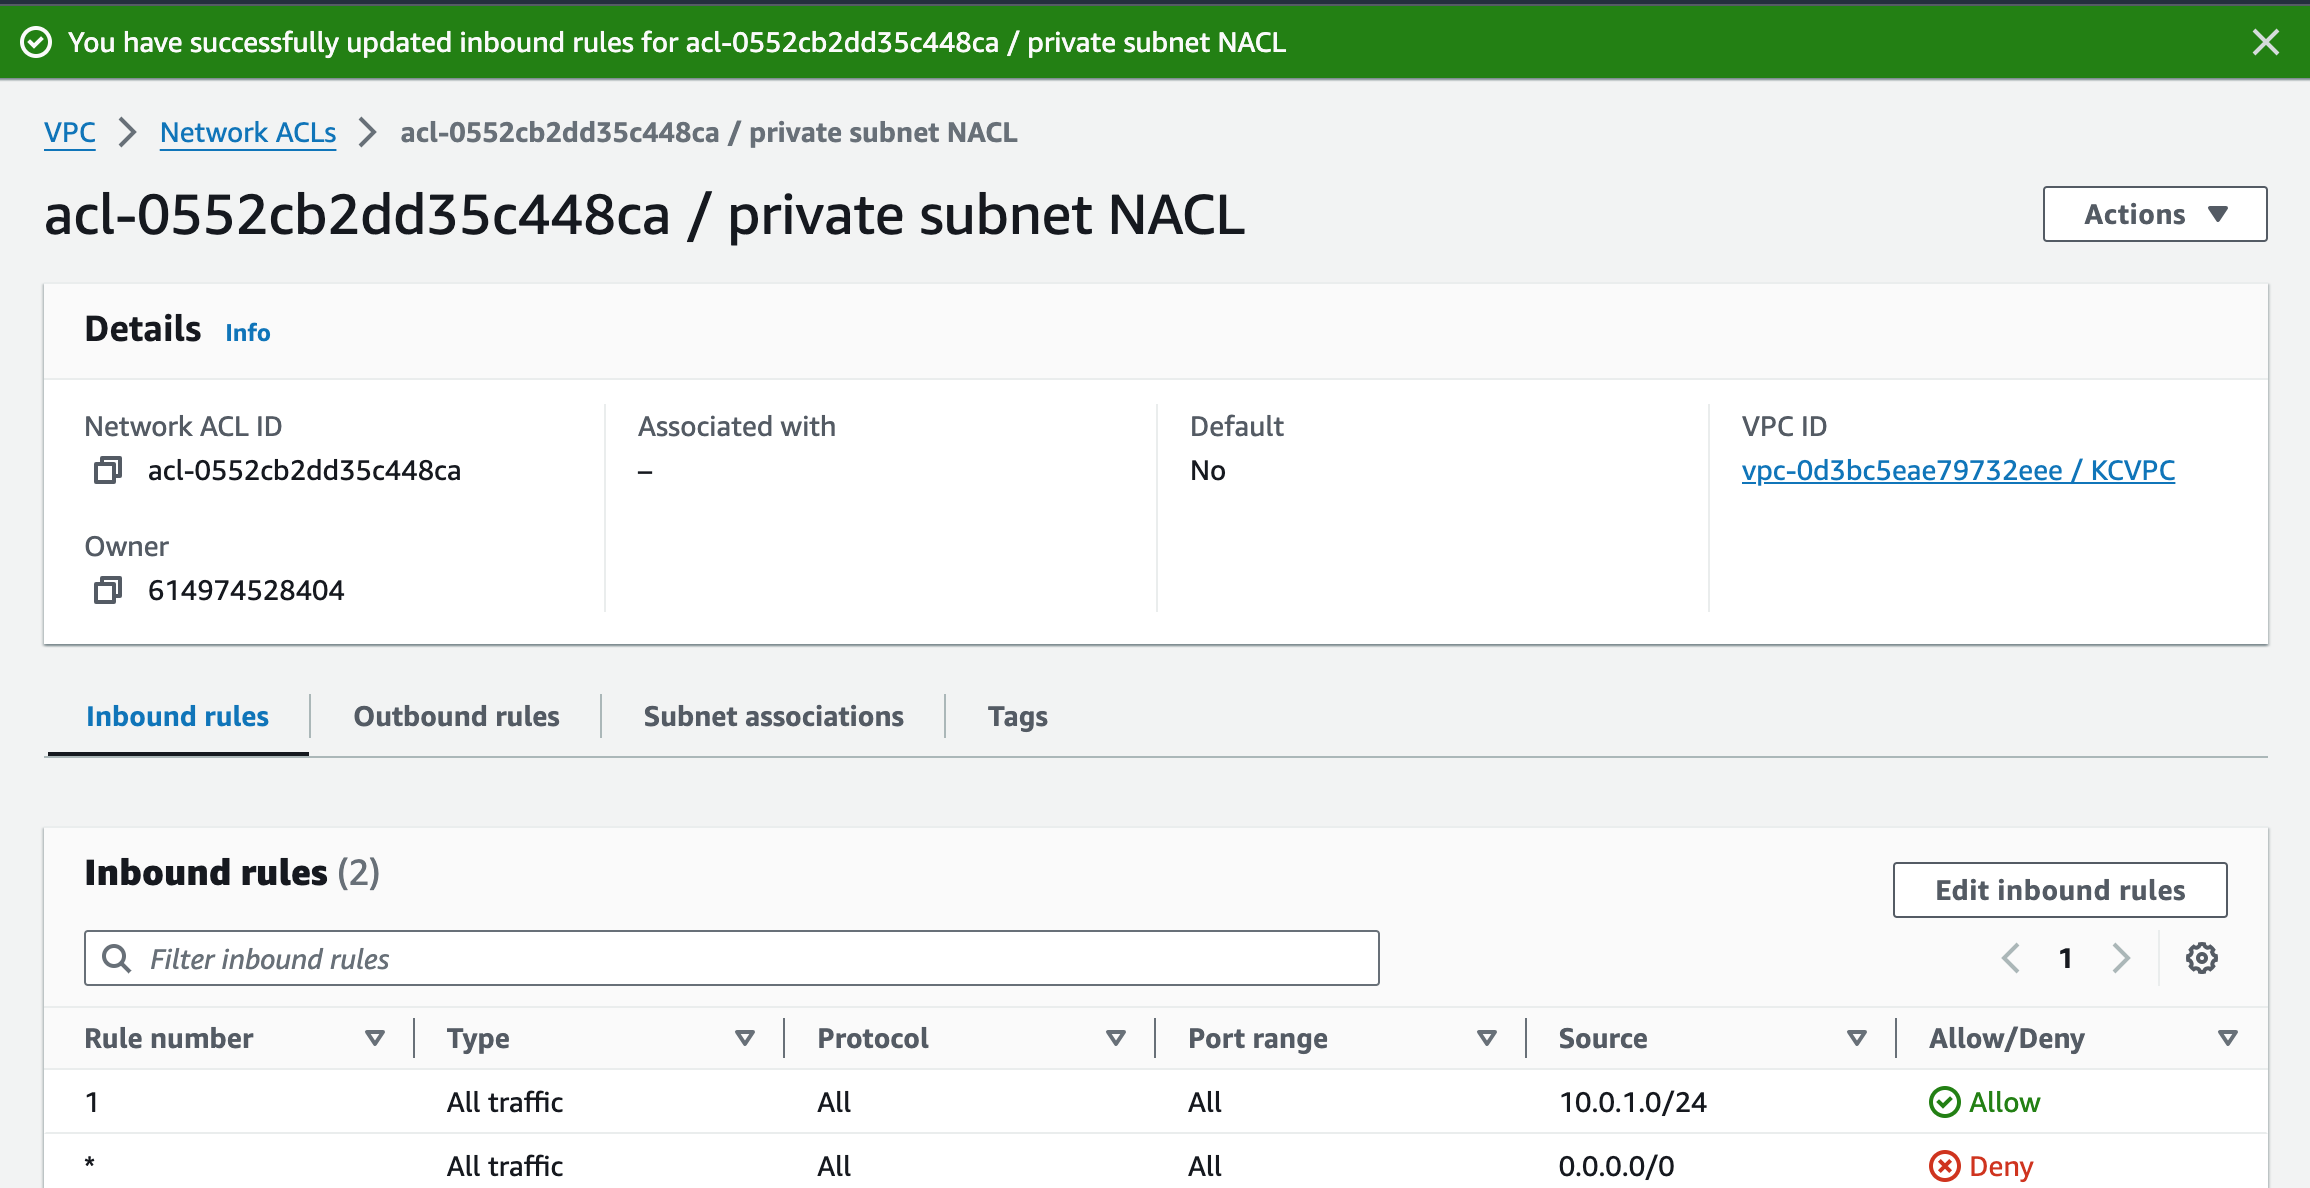 You have successfully updated inbound rules for acl-0552cb2dd35c448ca / private subnet NACL
VPC Network ACLs acl-0552cb2dd35c448ca / private subnet NACL
acl-0552cb2dd35c448ca / private subnet NACL Actions
Details Info
Network ACL ID Associated with Default VPC ID
acl-0552cb2dd35c448ca – No vpc-0d3bc5eae79732eee / KCVPC
Owner
614974528404
Inbound rules Outbound rules Subnet associations Tags
Inbound rules (2) Edit inbound rules
Filter inbound rules 1
Rule number Type Protocol Port range Source Allow/Deny
1 All traffic All All 10.0.1.0/24 Allow
* All traffic All All 0.0.0.0/0 Deny